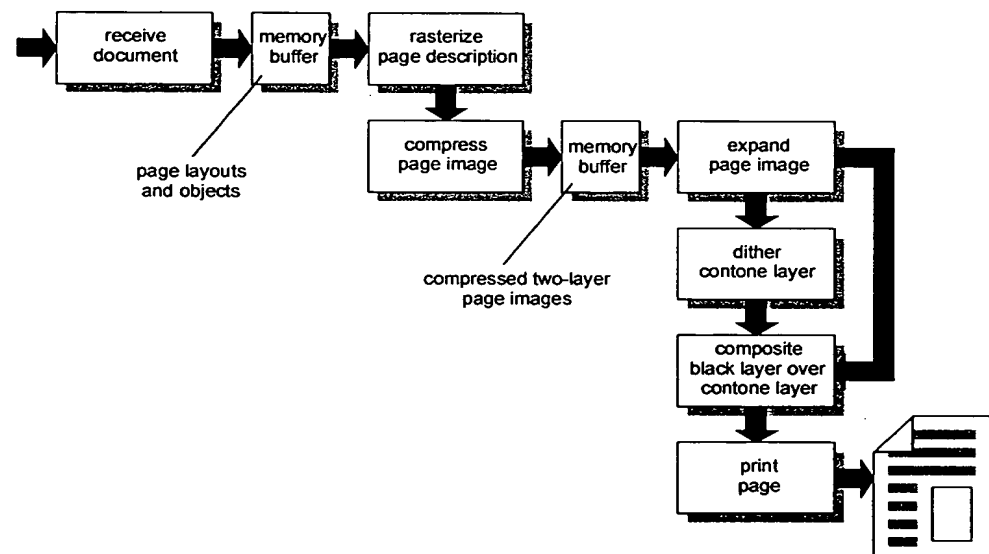 receive
document
memory
buffer
rasterize
page description
compress
page image
memory
buffer
expand
page image
page layouts
and objects
dither
contone layer
compressed two-layer
page images
composite
black layer over
contone layer
print
page